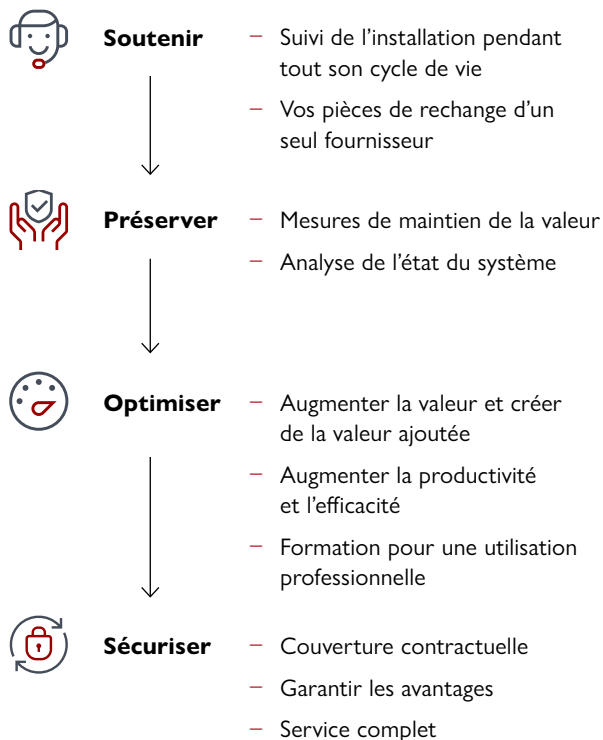 Soutenir
– Suivi de l’installation pendant
tout son cycle de vie
– Vos pièces de rechange d’un
seul fournisseur
Préserver
– Mesures de maintien de la valeur
– Analyse de l’état du système
Optimiser
– Augmenter la valeur et créer
de la valeur ajoutée
– Augmenter la productivité
et l’efficacité
– Formation pour une utilisation
professionnelle
Sécuriser
– Couverture contractuelle
– Garantir les avantages
– Service complet